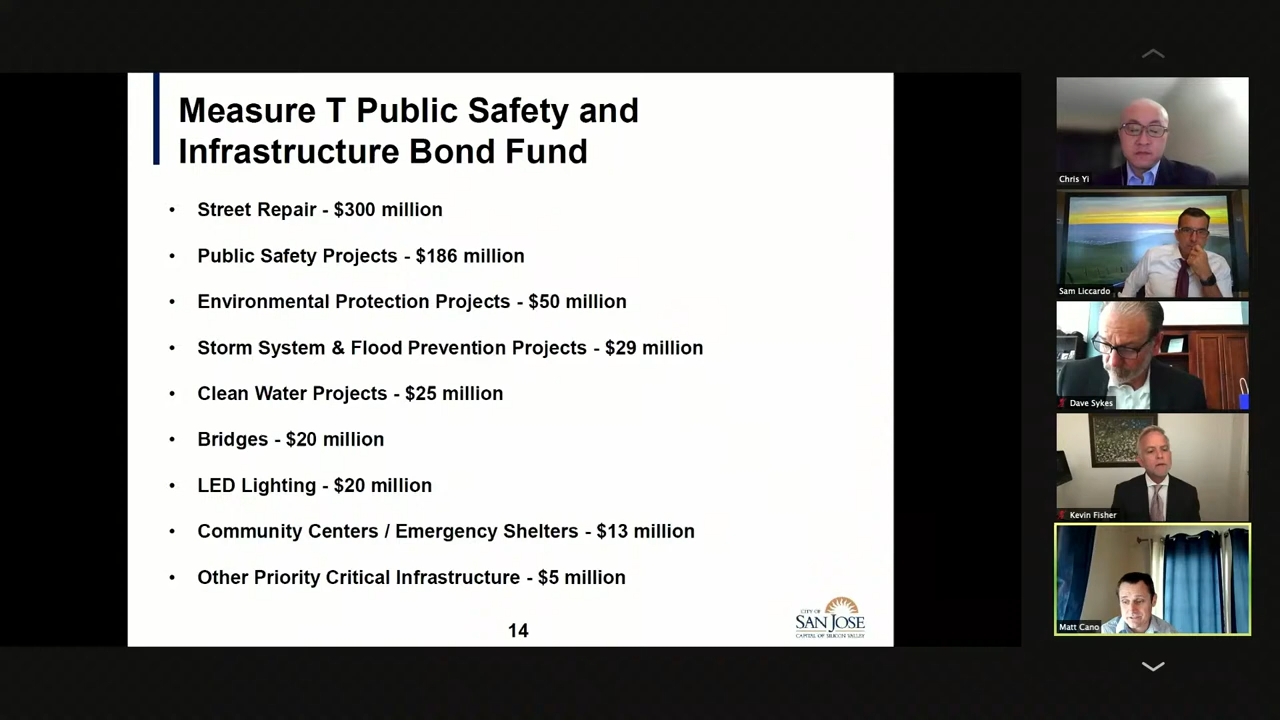 Measure T Public Safety and
Infrastructure Bond Fund
• Street Repair - $300 million
• Public Safety Projects - $186 million
• Environmental Protection Projects - $50 million
• Storm System & Flood Prevention Projects - $29 million
• Clean Water Projects - $25 million
• Bridges - $20 million
• LED Lighting - $20 million
• Community Centers / Emergency Shelters - $13 million
• Other Priority Critical Infrastructure - $5 million
14
CITY OF
SAN JOSE
CAPITAL OF SILICON VALLEY
Chris Yi
Sam Liccardo
Dave Sykes
Kevin Fisher
Matt Cano